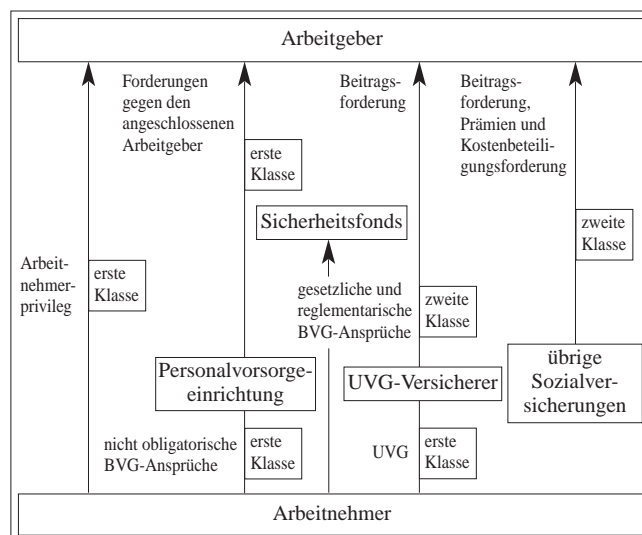 Arbeitgeber
Forderungen
gegen den
angeschlossenen
Arbeitgeber
Beitrags-
forderung
Beitrags-
forderung,
Prämien und
Kostenbeteili-
gungsforderung
erste
Klasse
Sicherheitsfonds
zweite
Klasse
Arbeit-
nehmer-
privileg
erste
Klasse
gesetzliche und
reglementarische
BVG-Ansprüche
zweite
Klasse
Personalvorsorge-
einrichtung
UVG-Versicherer
übrige
Sozialver-
sicherungen
nicht obligatorische
BVG-Ansprüche
erste
Klasse
UVG
erste
Klasse
Arbeitnehmer